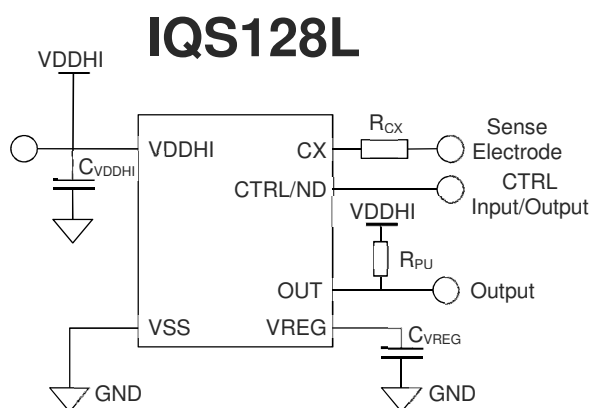 IQS128L
VDDHI
VDDHI
CX
RCX
Sense
Electrode
CVDDHI
CTRL/ND
CTRL
Input/Output
VDDHI
RPU
OUT
Output
VSS
VREG
CVREG
GND
GND